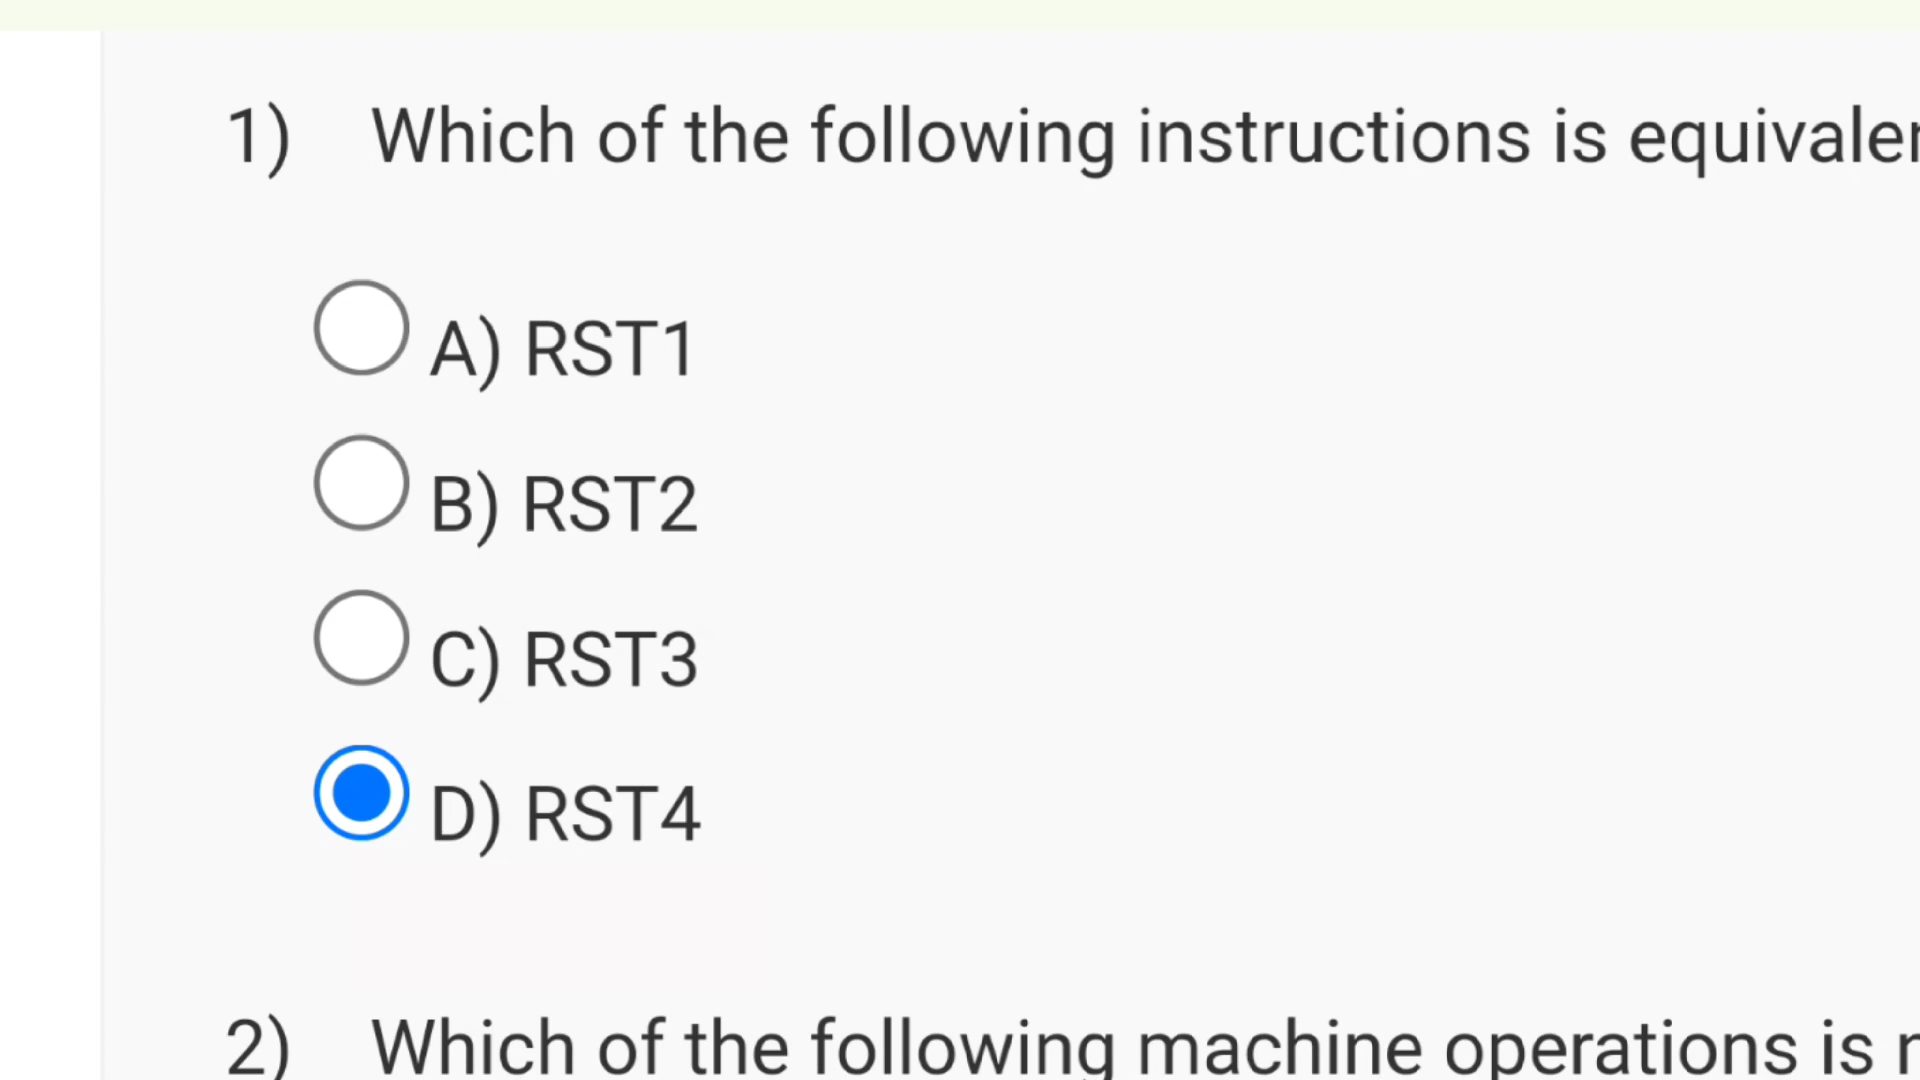 1) Which of the following instructions is
A) RST1
B) RST2
C) RST3
D) RST4
2) Which of the following machine operations is